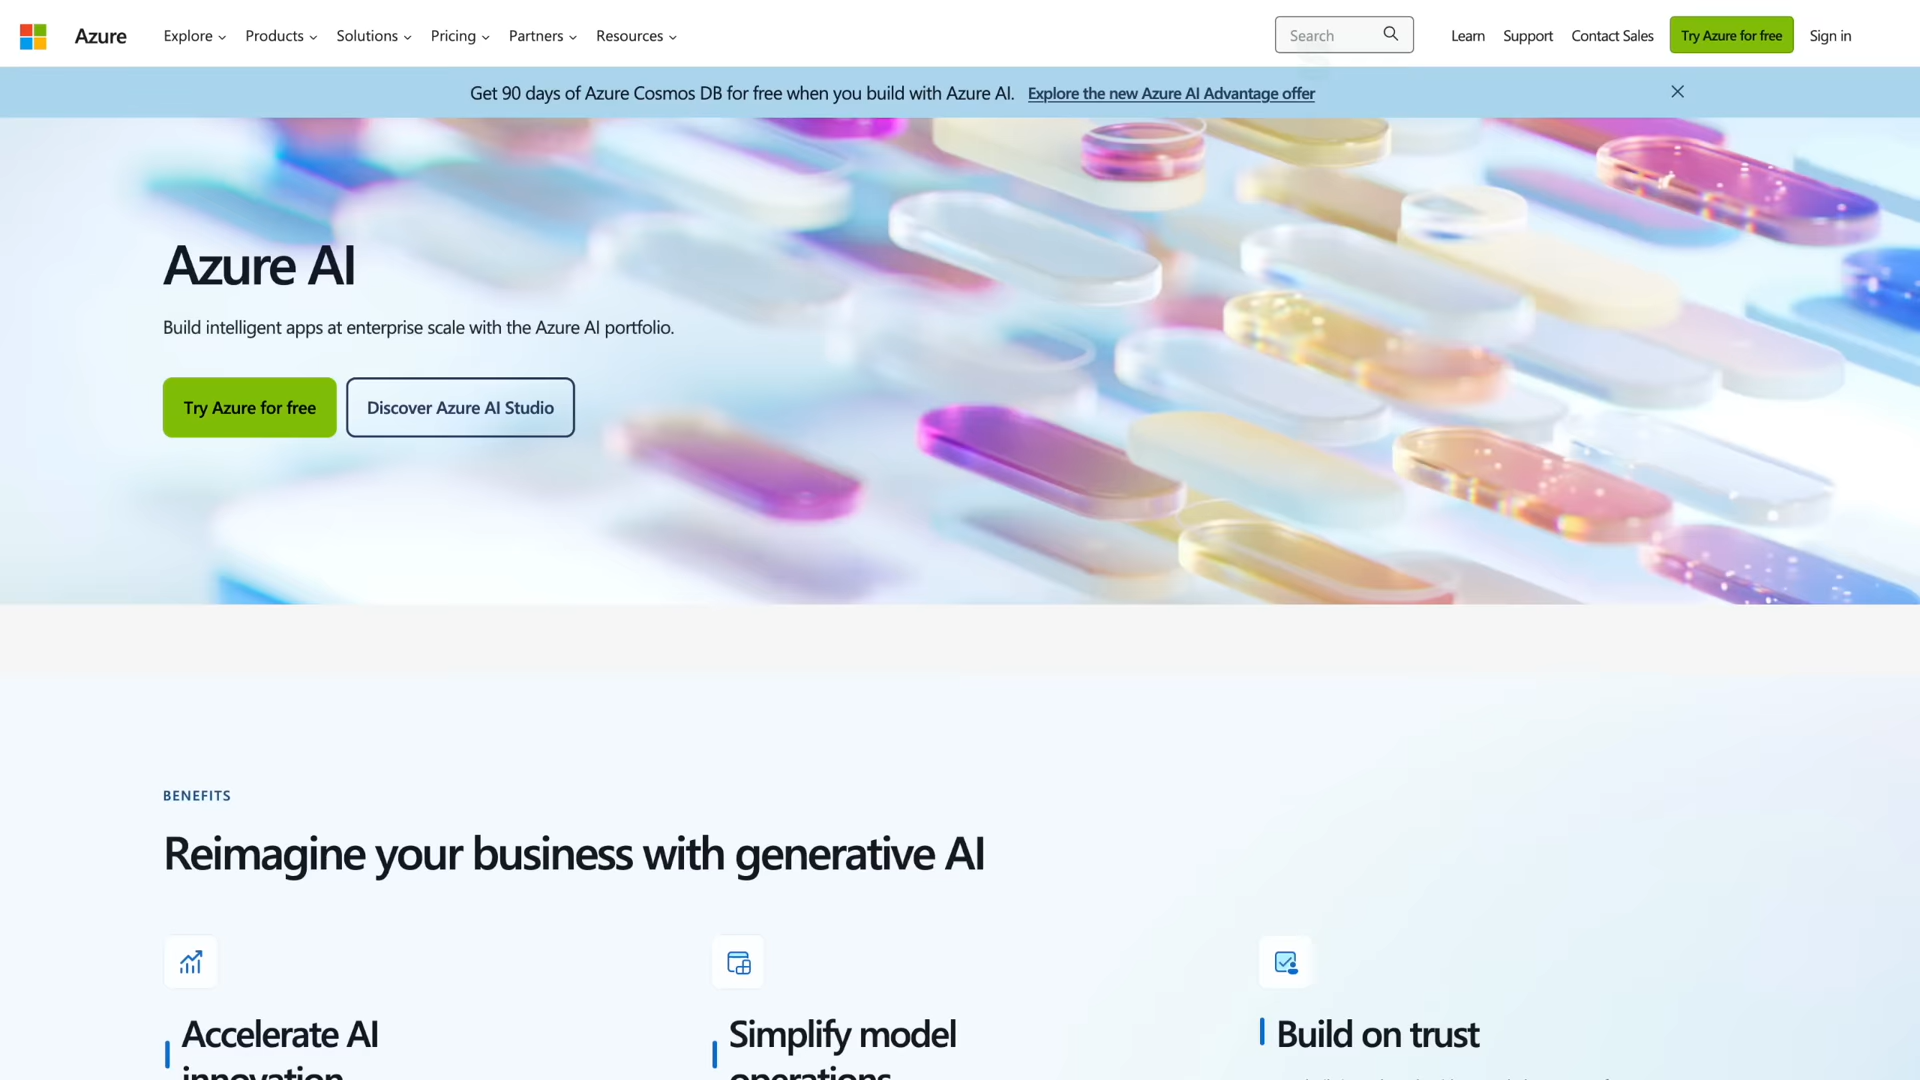 Azure
Explore
Products
Solutions
Pricing
Partners
Resources
Search
Learn
Support
Contact Sales
Try Azure for free
Sign in
Get 90 days of Azure Cosmos DB for free when you build with Azure AI. Explore the new Azure AI Advantage offer
Azure AI
Build intelligent apps at enterprise scale with the Azure AI portfolio.
Try Azure for free
Discover Azure AI Studio
BENEFITS
Reimagine your business with generative AI
Accelerate AI
innovation
Simplify model
operations
Build on trust